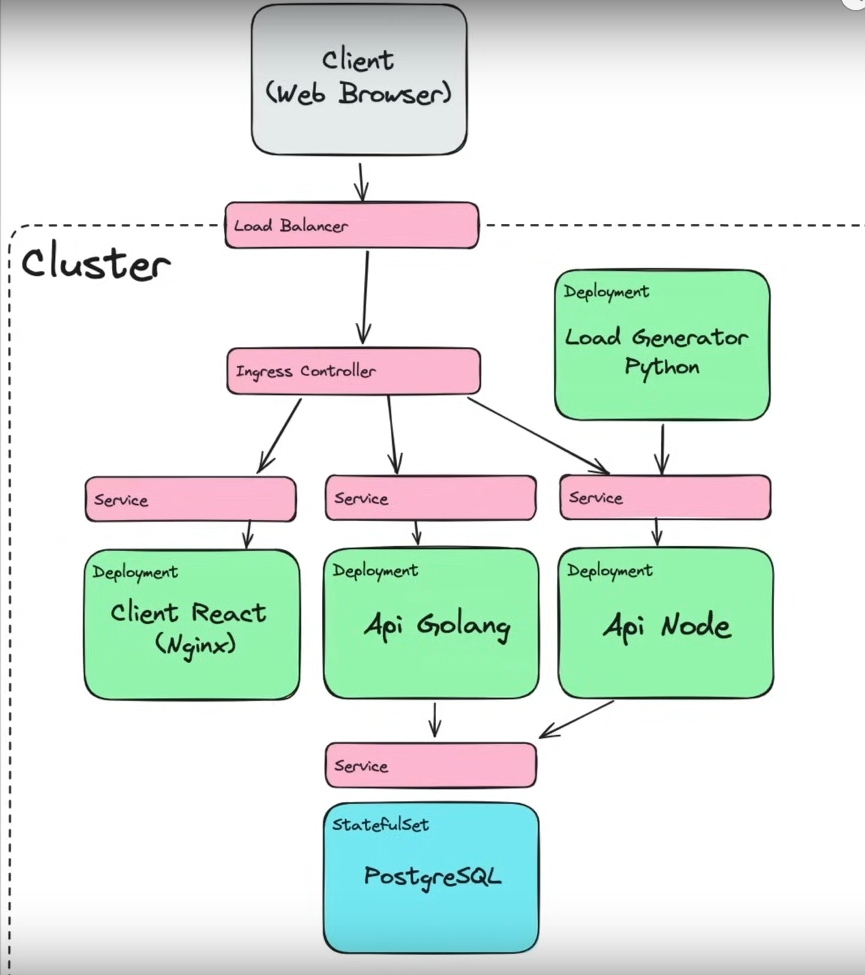 Client
(Web Browser)
Load Balancer
Cluster
Deployment
Load Generator
Python
Ingress Controller
Service
Service
Service
Deployment
Client React
(Nginx)
Deployment
Api Golang
Deployment
Api Node
Service
StatefulSet
PostgreSQL